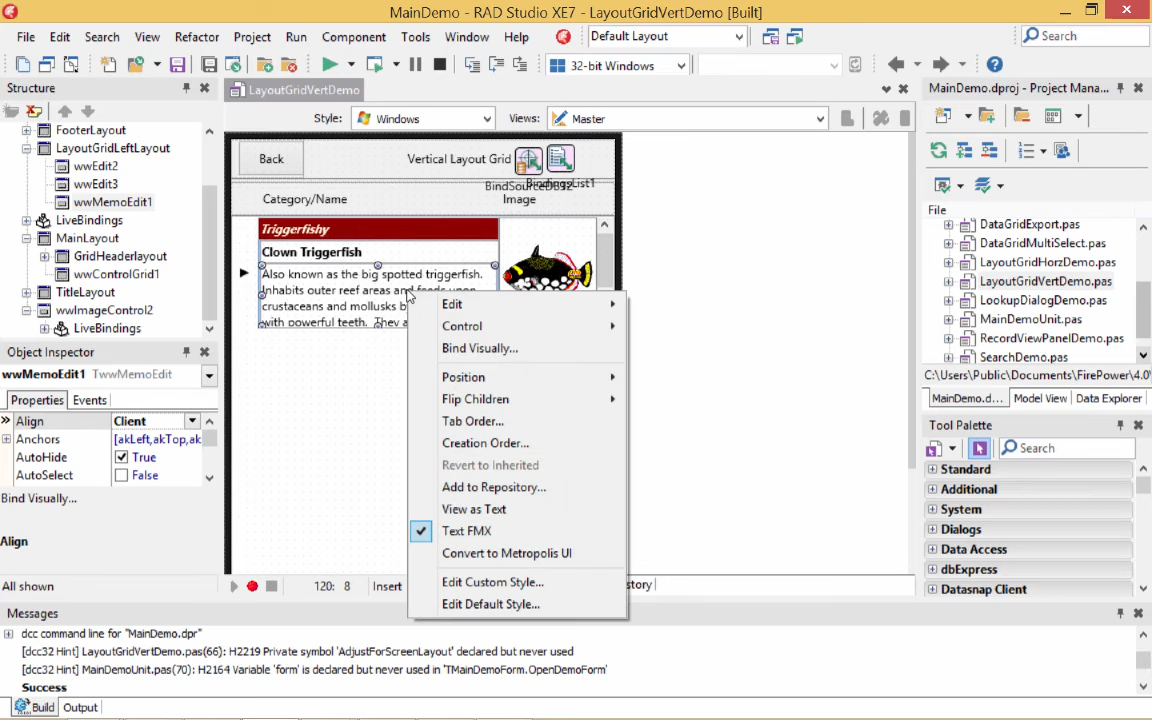 MainDemo - RAD Studio XE7 - LayoutGridVertDemo [Built]
File Edit Search View Refactor Project Run Component Tools Window Help Default Layout Search
32-bit Windows
Structure
FooterLayout
LayoutGridLeftLayout
wwEdit2
wwEdit3
wwMemoEdit1
LiveBindings
MainLayout
GridHeaderlayout
wwControlGrid1
TitleLayout
wwImageControl2
LiveBindings
Object Inspector
wwMemoEdit1 TwwMemoEdit
Properties Events
Align Client
Anchors [akLeft,akTop,ak
AutoHide True
AutoSelect False
Bind Visually...
Align
All shown
LayoutGridVertDemo
Style: Windows Views: Master
Back Vertical Layout Grid
BindSourceDB12
BindingsList1
Category/Name Image
Triggerfishy
Clown Triggerfish
Also known as the big spotted triggerfish.
Inhabits outer reef areas and feeds upon
crustaceans and mollusks b
with powerful teeth. They a
Edit
Control
Bind Visually...
Position
Flip Children
Tab Order...
Creation Order...
Revert to Inherited
Add to Repository...
View as Text
Text FMX
Convert to Metropolis UI
Edit Custom Style...
Edit Default Style...
120: 8 Insert story
MainDemo.dproj - Project Mana...
File
DataGridExport.pas
DataGridMultiSelect.pas
LayoutGridHorzDemo.pas
LayoutGridVertDemo.pas
LookupDialogDemo.pas
MainDemoUnit.pas
RecordViewPanelDemo.pas
SearchDemo.pas
C:\Users\Public\Documents\FirePower\4.0\
MainDemo.d... Model View Data Explorer
Tool Palette
Search
Standard
Additional
System
Dialogs
Data Access
dbExpress
Datasnap Client
Messages
dcc command line for "MainDemo.dpr"
[dcc32 Hint] LayoutGridVertDemo.pas(66): H2219 Private symbol 'AdjustForScreenLayout' declared but never used
[dcc32 Hint] MainDemoUnit.pas(70): H2164 Variable 'form' is declared but never used in 'TMainDemoForm.OpenDemoForm'
Success
Build Output